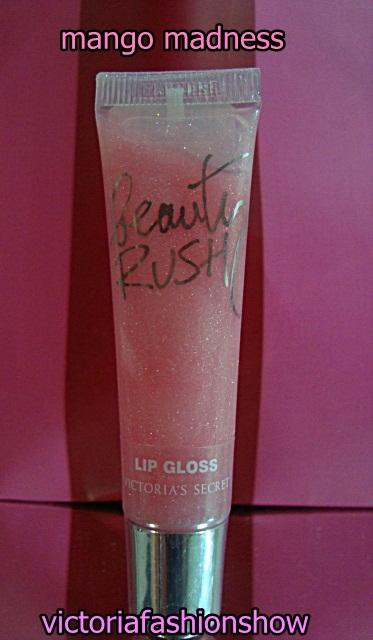 mango madness
beauty
RUSH
LIP GLOSS
VICTORIA'S SECRET
victoriafashionshow